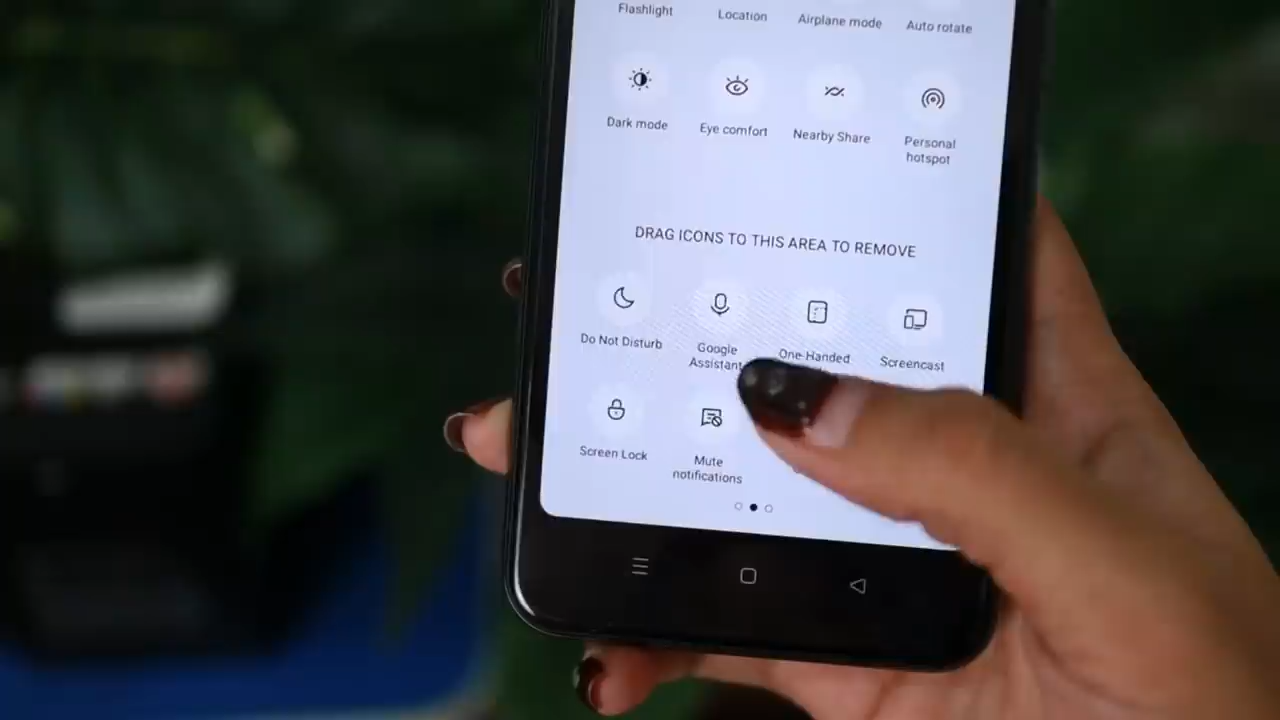 Flashlight
Location
Airplane mode
Auto rotate
Dark mode
Eye comfort
Nearby Share
Personal
hotspot
DRAG ICONS TO THIS AREA TO REMOVE
Do Not Disturb
Google
Assistant
One Handed
Screencast
Screen Lock
Mute
notifications